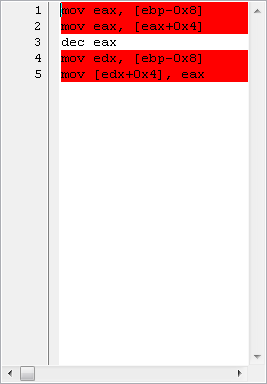 1 mov eax, [ebp-0x8]
2 mov eax, [eax+0x4]
3 dec eax
4 mov edx, [ebp-0x8]
5 mov [edx+0x4], eax